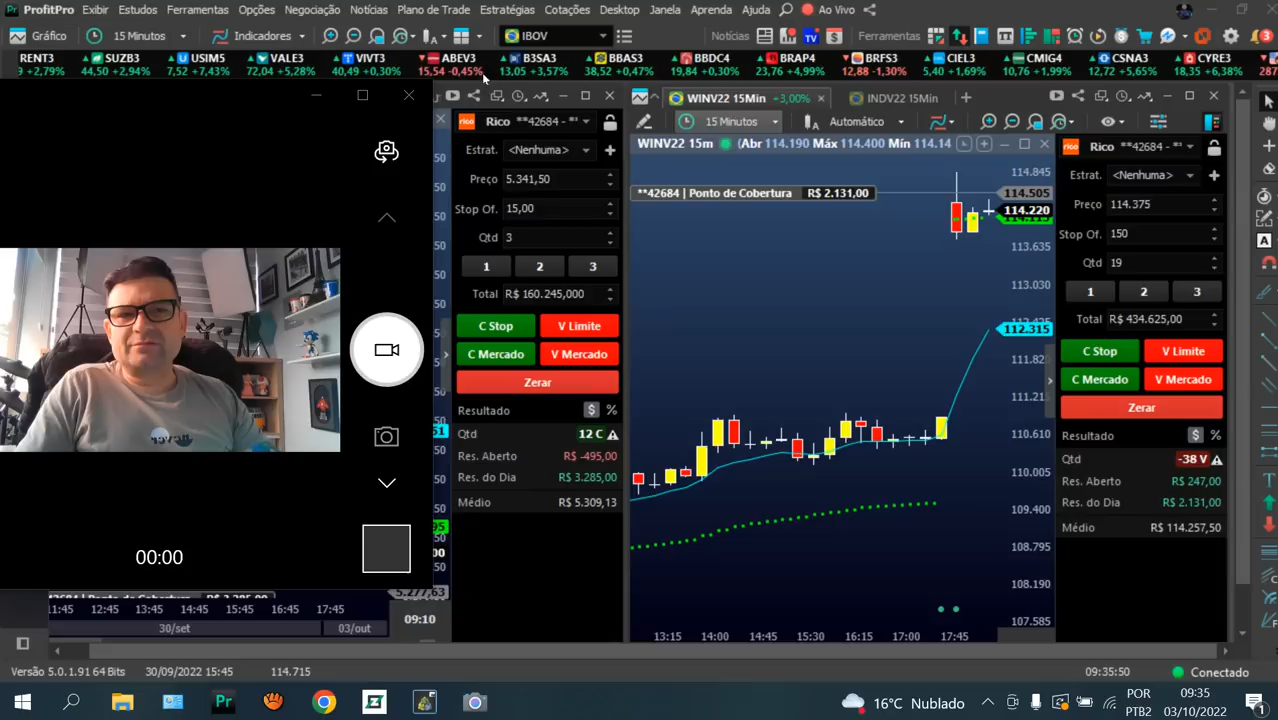 ProfitPro Exibir Estudos Ferramentas Opções Negociação Notícias Plano de Trade Estratégias Cotações Desktop Janela Aprenda Ajuda Ao Vivo
Gráfico 15 Minutos Indicadores IBOV Notícias Ferramentas
RENT3 SUZB3 USIM5 VALE3 VIVT3 ABEV3 B3SA3 BBAS3 BBDC4 BRAP4 BRFS3 CIEL3 CMIG4 CSNA3 CYRE3
+2,79% 44,50 +2,94% 7,52 +7,43% 72,04 +5,28% 40,49 +0,30% 15,54 -0,45% 13,05 +3,57% 38,52 +0,47% 19,84 +0,30% 23,76 +4,99% 12,88 -1,30% 5,40 +1,69% 10,76 +1,99% 12,72 +5,65% 18,35 +6,38% 287
00:00
rico Rico **42684 -
Estrat. <Nenhuma>
Preço 5.341,50
Stop Of. 15,00
Qtd 3
1 2 3
Total R$ 160.245,000
C Stop V Limite
C Mercado V Mercado
Zerar
Resultado $ %
Qtd 12 C
Res. Aberto R$ -495,00
Res. do Dia R$ 3.285,00
Médio R$ 5.309,13
5.277,63
**42684 | Ponto de Cobertura R$ 3.285,00
11:45 12:45 13:45 14:45 15:45 16:45 17:45
30/set 03/out
09:10
WINV22 15Min +3,00% INDV22 15Min
15 Minutos Automático
WINV22 15m (Abr 114.190 Máx 114.400 Mín 114.14
**42684 | Ponto de Cobertura R$ 2.131,00
114.845
114.505
114.220
113.635
113.030
112.315
111.82
111.21
110.610
110.005
109.400
108.795
108.190
107.585
13:15 14:00 14:45 15:30 16:15 17:00 17:45
rico Rico **42684 -
Estrat. <Nenhuma>
Preço 114.375
Stop Of. 150
Qtd 19
1 2 3
Total R$ 434.625,00
C Stop V Limite
C Mercado V Mercado
Zerar
Resultado $ %
Qtd -38 V
Res. Aberto R$ 247,00
Res. do Dia R$ 2.131,00
Médio R$ 114.257,50
Versão 5.0.1.91 64 Bits 30/09/2022 15:45 114.715 09:35:50 Conectado
16°C Nublado POR PTB2 09:35 03/10/2022